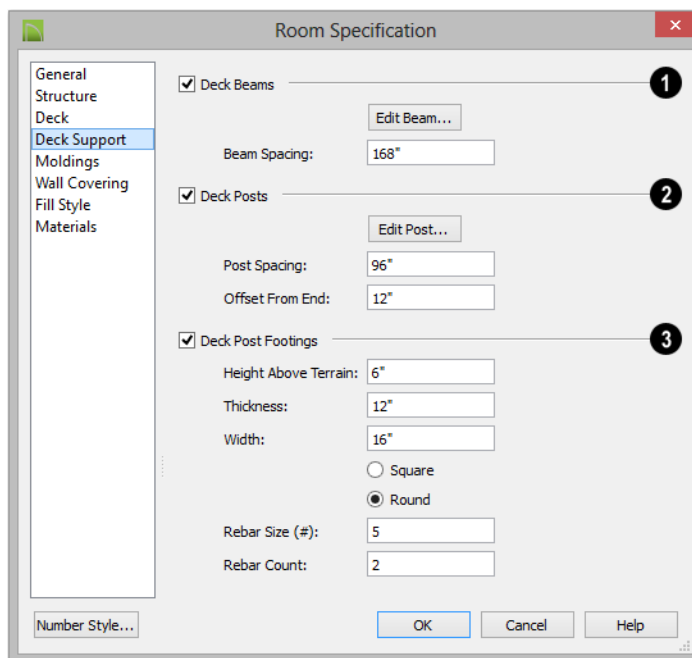 Room Specification
×
General
Structure
Deck
Deck Support
Moldings
Wall Covering
Fill Style
Materials
Deck Beams
1
Edit Beam...
Beam Spacing: 168"
Deck Posts
2
Edit Post...
Post Spacing: 96"
Offset From End: 12"
Deck Post Footings
3
Height Above Terrain: 6"
Thickness: 12"
Width: 16"
Square
Round
Rebar Size (#): 5
Rebar Count: 2
Number Style... OK Cancel Help